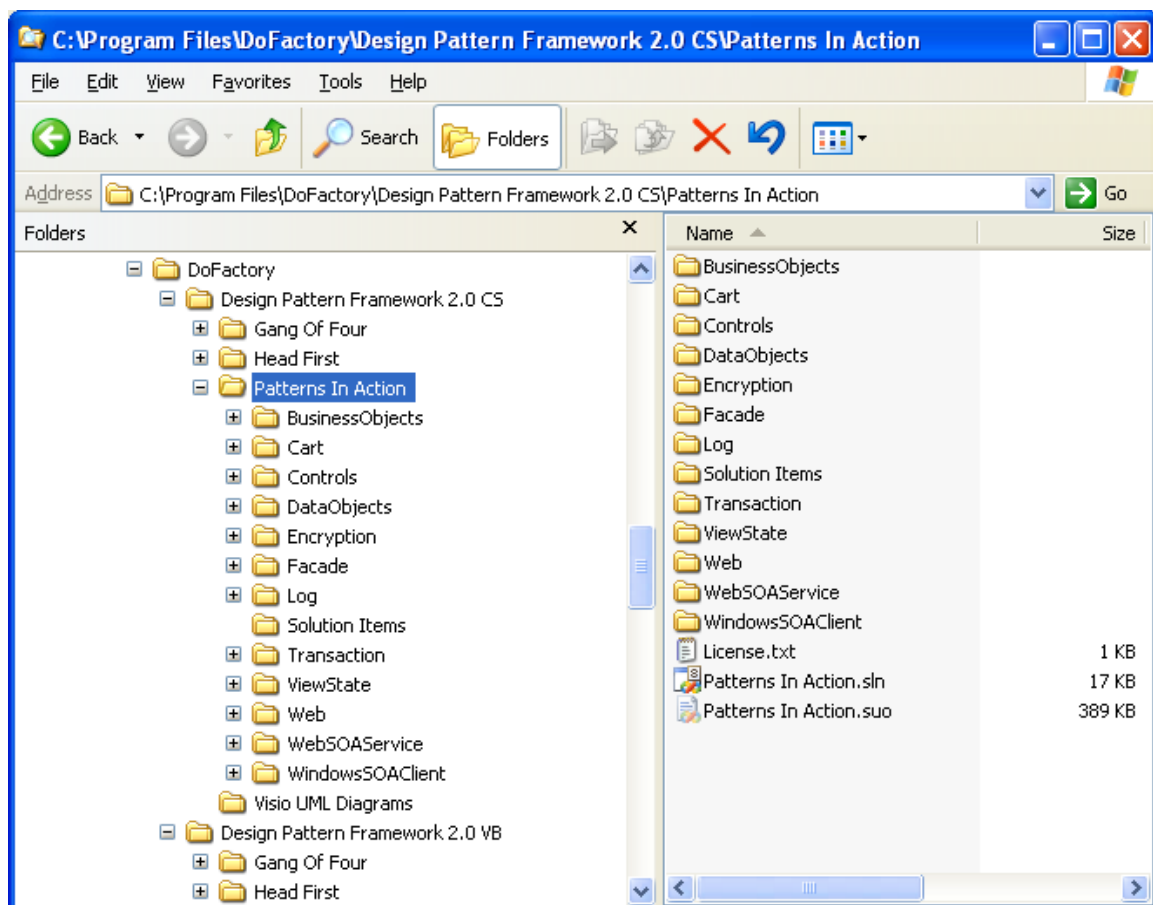 C:\Program Files\DoFactory\Design Pattern Framework 2.0 CS\Patterns In Action
File Edit View Favorites Tools Help
Back Search Folders
Address C:\Program Files\DoFactory\Design Pattern Framework 2.0 CS\Patterns In Action Go
Folders
DoFactory
Design Pattern Framework 2.0 CS
Gang Of Four
Head First
Patterns In Action
BusinessObjects
Cart
Controls
DataObjects
Encryption
Facade
Log
Solution Items
Transaction
ViewState
Web
WebSOAService
WindowsSOAClient
Visio UML Diagrams
Design Pattern Framework 2.0 VB
Gang Of Four
Head First
Name Size
BusinessObjects
Cart
Controls
DataObjects
Encryption
Facade
Log
Solution Items
Transaction
ViewState
Web
WebSOAService
WindowsSOAClient
License.txt 1 KB
Patterns In Action.sln 17 KB
Patterns In Action.suo 389 KB